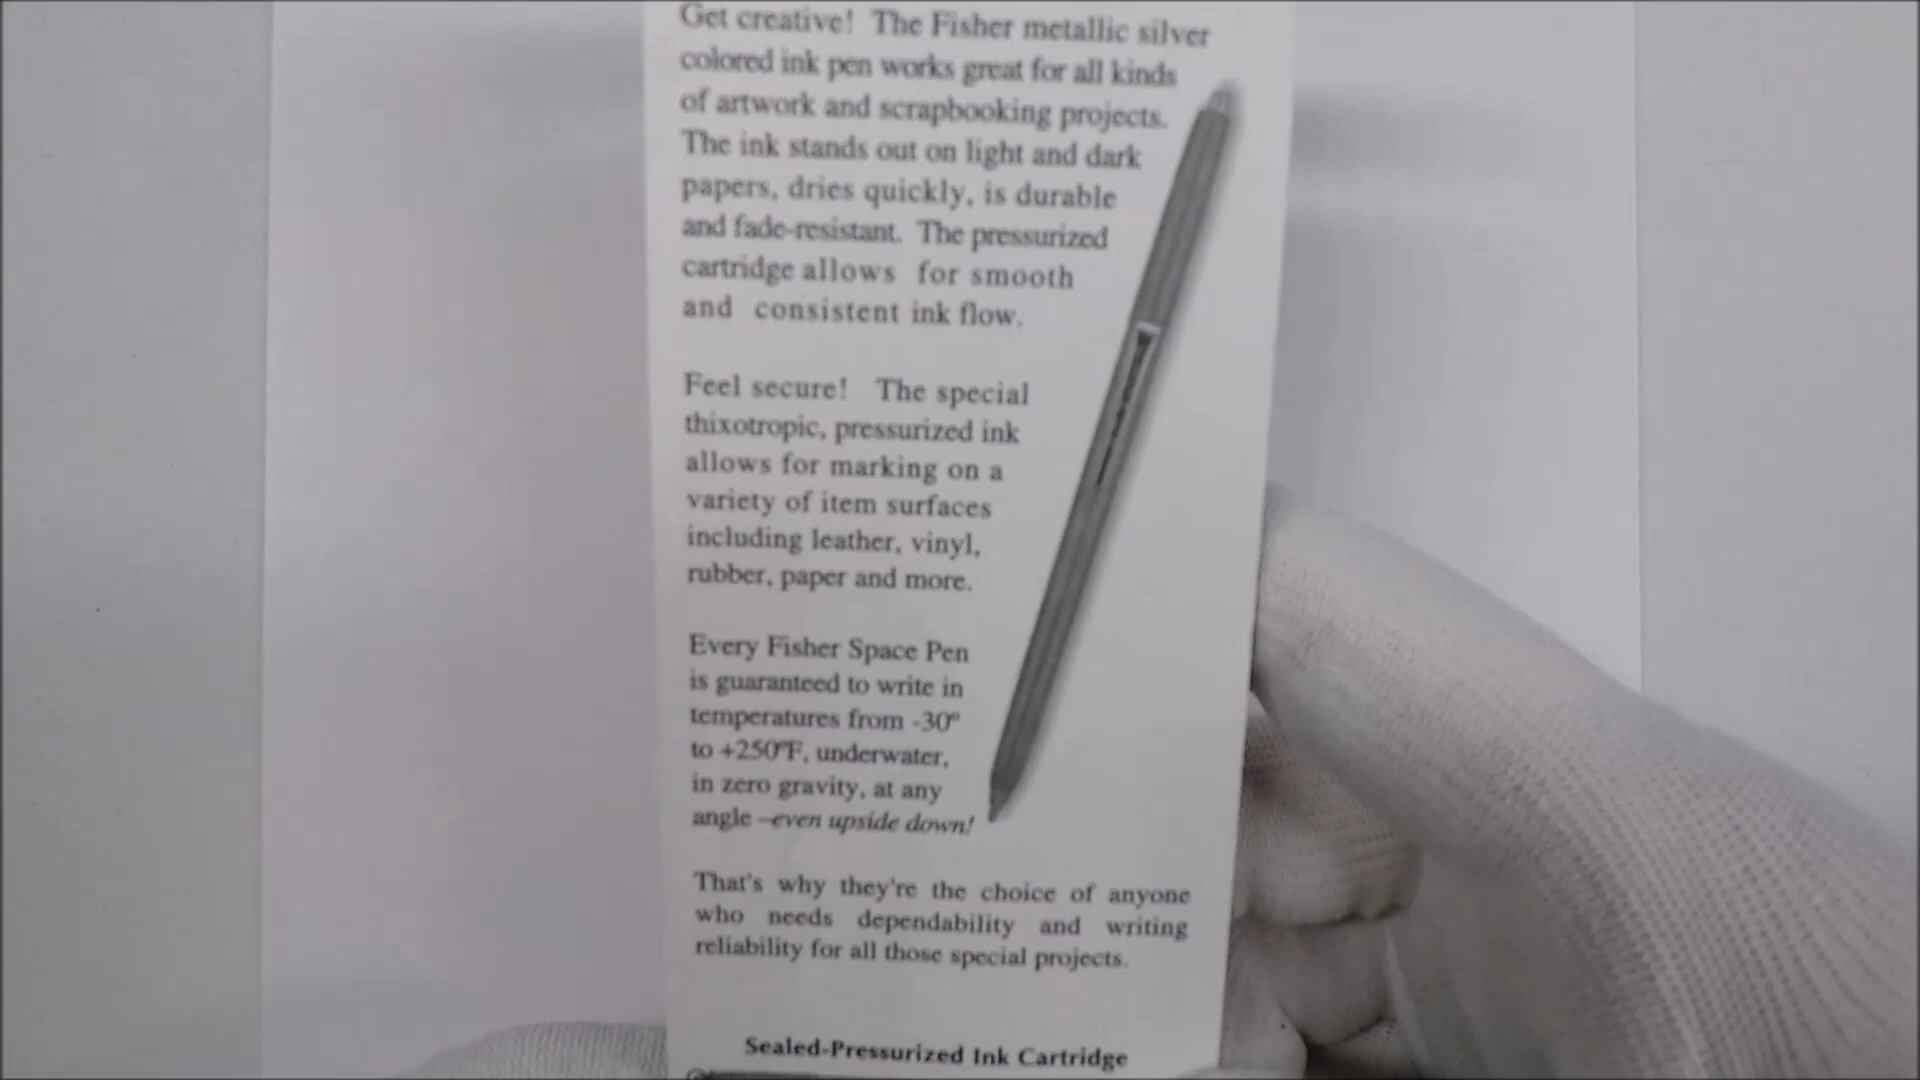 Get creative! The Fisher metallic silver
colored ink pen works great for all kinds
of artwork and scrapbooking projects.
The ink stands out on light and dark
papers, dries quickly, is durable
and fade-resistant. The pressurized
cartridge allows for smooth
and consistent ink flow.
Feel secure! The special
thixotropic, pressurized ink
allows for marking on a
variety of item surfaces
including leather, vinyl,
rubber, paper and more.
Every Fisher Space Pen
is guaranteed to write in
temperatures from -30º
to +250ºF, underwater,
in zero gravity, at any
angle –even upside down!
That's why they're the choice of anyone
who needs dependability and writing
reliability for all those special projects.
Sealed-Pressurized Ink Cartridge